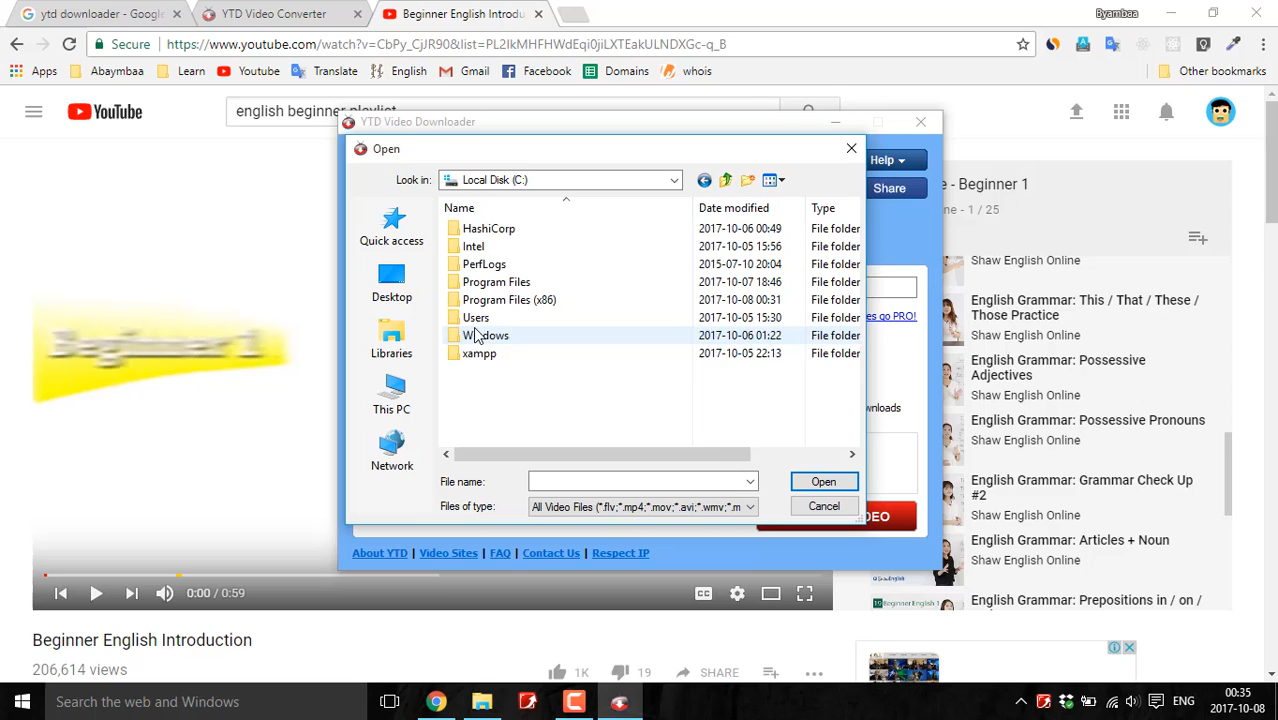 ytd downloader - Google
YTD Video Converter
Beginner English Introdu
Byambaa
Secure
https://www.youtube.com/watch?v=CbPy_CjJR90&list=PL2IkMHFHWdEqi0jiLXTEakULNDXGc-q_B
Apps
Abaymbaa
Learn
Youtube
Translate
English
Gmail
Facebook
Domains
whois
Other bookmarks
YouTube
english beginner playlist
YTD Video Downloader
Open
Help
Share
Look in:
Local Disk (C:)
e - Beginner 1
ne - 1 / 25
Name
Date modified
Type
HashiCorp
2017-10-06 00:49
File folder
Intel
2017-10-05 15:56
File folder
PerfLogs
2015-07-10 20:04
File folder
Program Files
2017-10-07 18:46
File folder
Program Files (x86)
2017-10-08 00:31
File folder
Users
2017-10-05 15:30
File folder
Windows
2017-10-06 01:22
File folder
xampp
2017-10-05 22:13
File folder
Quick access
Desktop
Libraries
This PC
Network
File name:
Open
Files of type:
All Video Files (*.flv;*.mp4;*.mov;*.avi;*.wmv;*.m
Cancel
es go PRO!
wnloads
EO
About YTD
Video Sites
FAQ
Contact Us
Respect IP
Shaw English Online
English Grammar: This / That / These /
Those Practice
Shaw English Online
English Grammar: Possessive
Adjectives
Shaw English Online
English Grammar: Possessive Pronouns
Shaw English Online
English Grammar: Grammar Check Up
#2
Shaw English Online
English Grammar: Articles + Noun
Shaw English Online
English Grammar: Prepositions in / on /
Beginner 1
0:00 / 0:59
CC
Beginner English Introduction
206,614 views
1K
19
SHARE
Search the web and Windows
ENG
00:35
2017-10-08